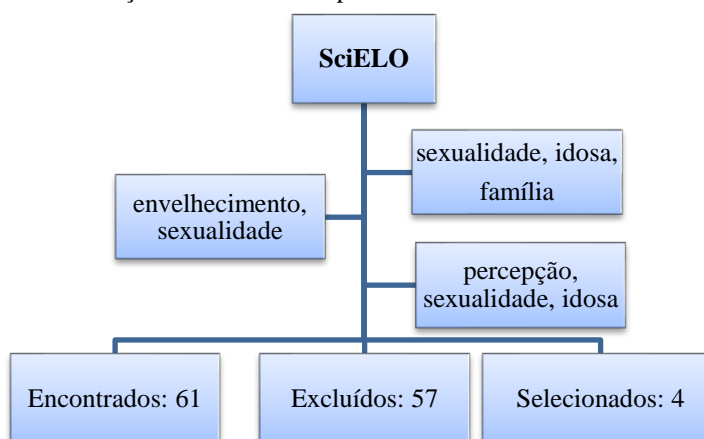 SciELO
sexualidade, idosa,
família
envelhecimento,
sexualidade
percepção,
sexualidade, idosa
Encontrados: 61
Excluídos: 57
Selecionados: 4